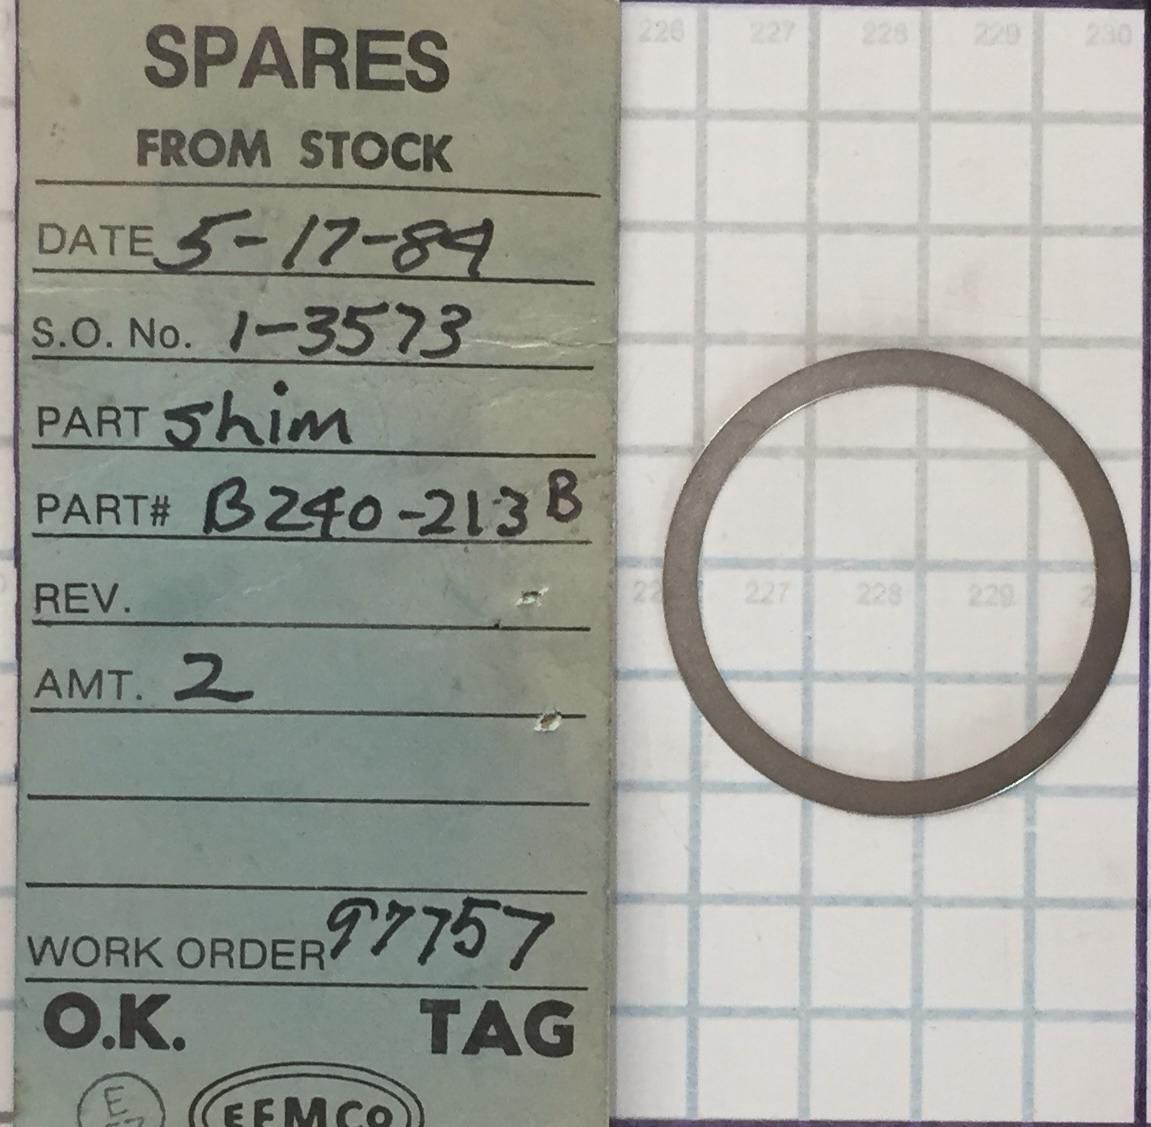 SPARES
FROM STOCK
DATE 5-17-84
S.O. No. 1-3573
PART Shim
PART# B240-213B
REV.
AMT. 2
WORK ORDER 97757
O.K. TAG
E
EEMCO
226 227 228 229 230
227 228 229